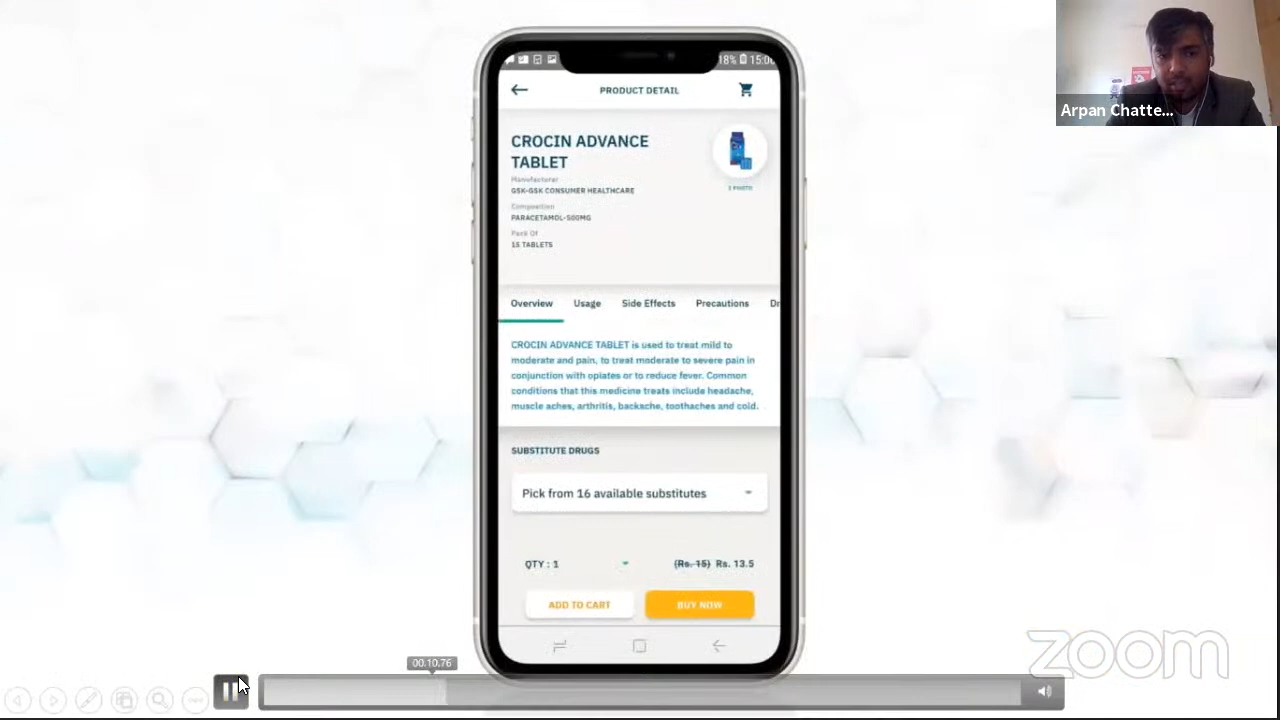 18% 15:06
PRODUCT DETAIL
CROCIN ADVANCE
TABLET
Manufacturer
GSK-GSK CONSUMER HEALTHCARE
Composition
PARACETAMOL-500MG
Pack Of
15 TABLETS
1 PHOTO
Overview Usage Side Effects Precautions Dr
CROCIN ADVANCE TABLET is used to treat mild to
moderate and pain, to treat moderate to severe pain in
conjunction with opiates or to reduce fever. Common
conditions that this medicine treats include headache,
muscle aches, arthritis, backache, toothaches and cold.
SUBSTITUTE DRUGS
Pick from 16 available substitutes
QTY : 1 (Rs. 15) Rs. 13.5
ADD TO CART BUY NOW
00:10.76
Arpan Chatte...
zoom